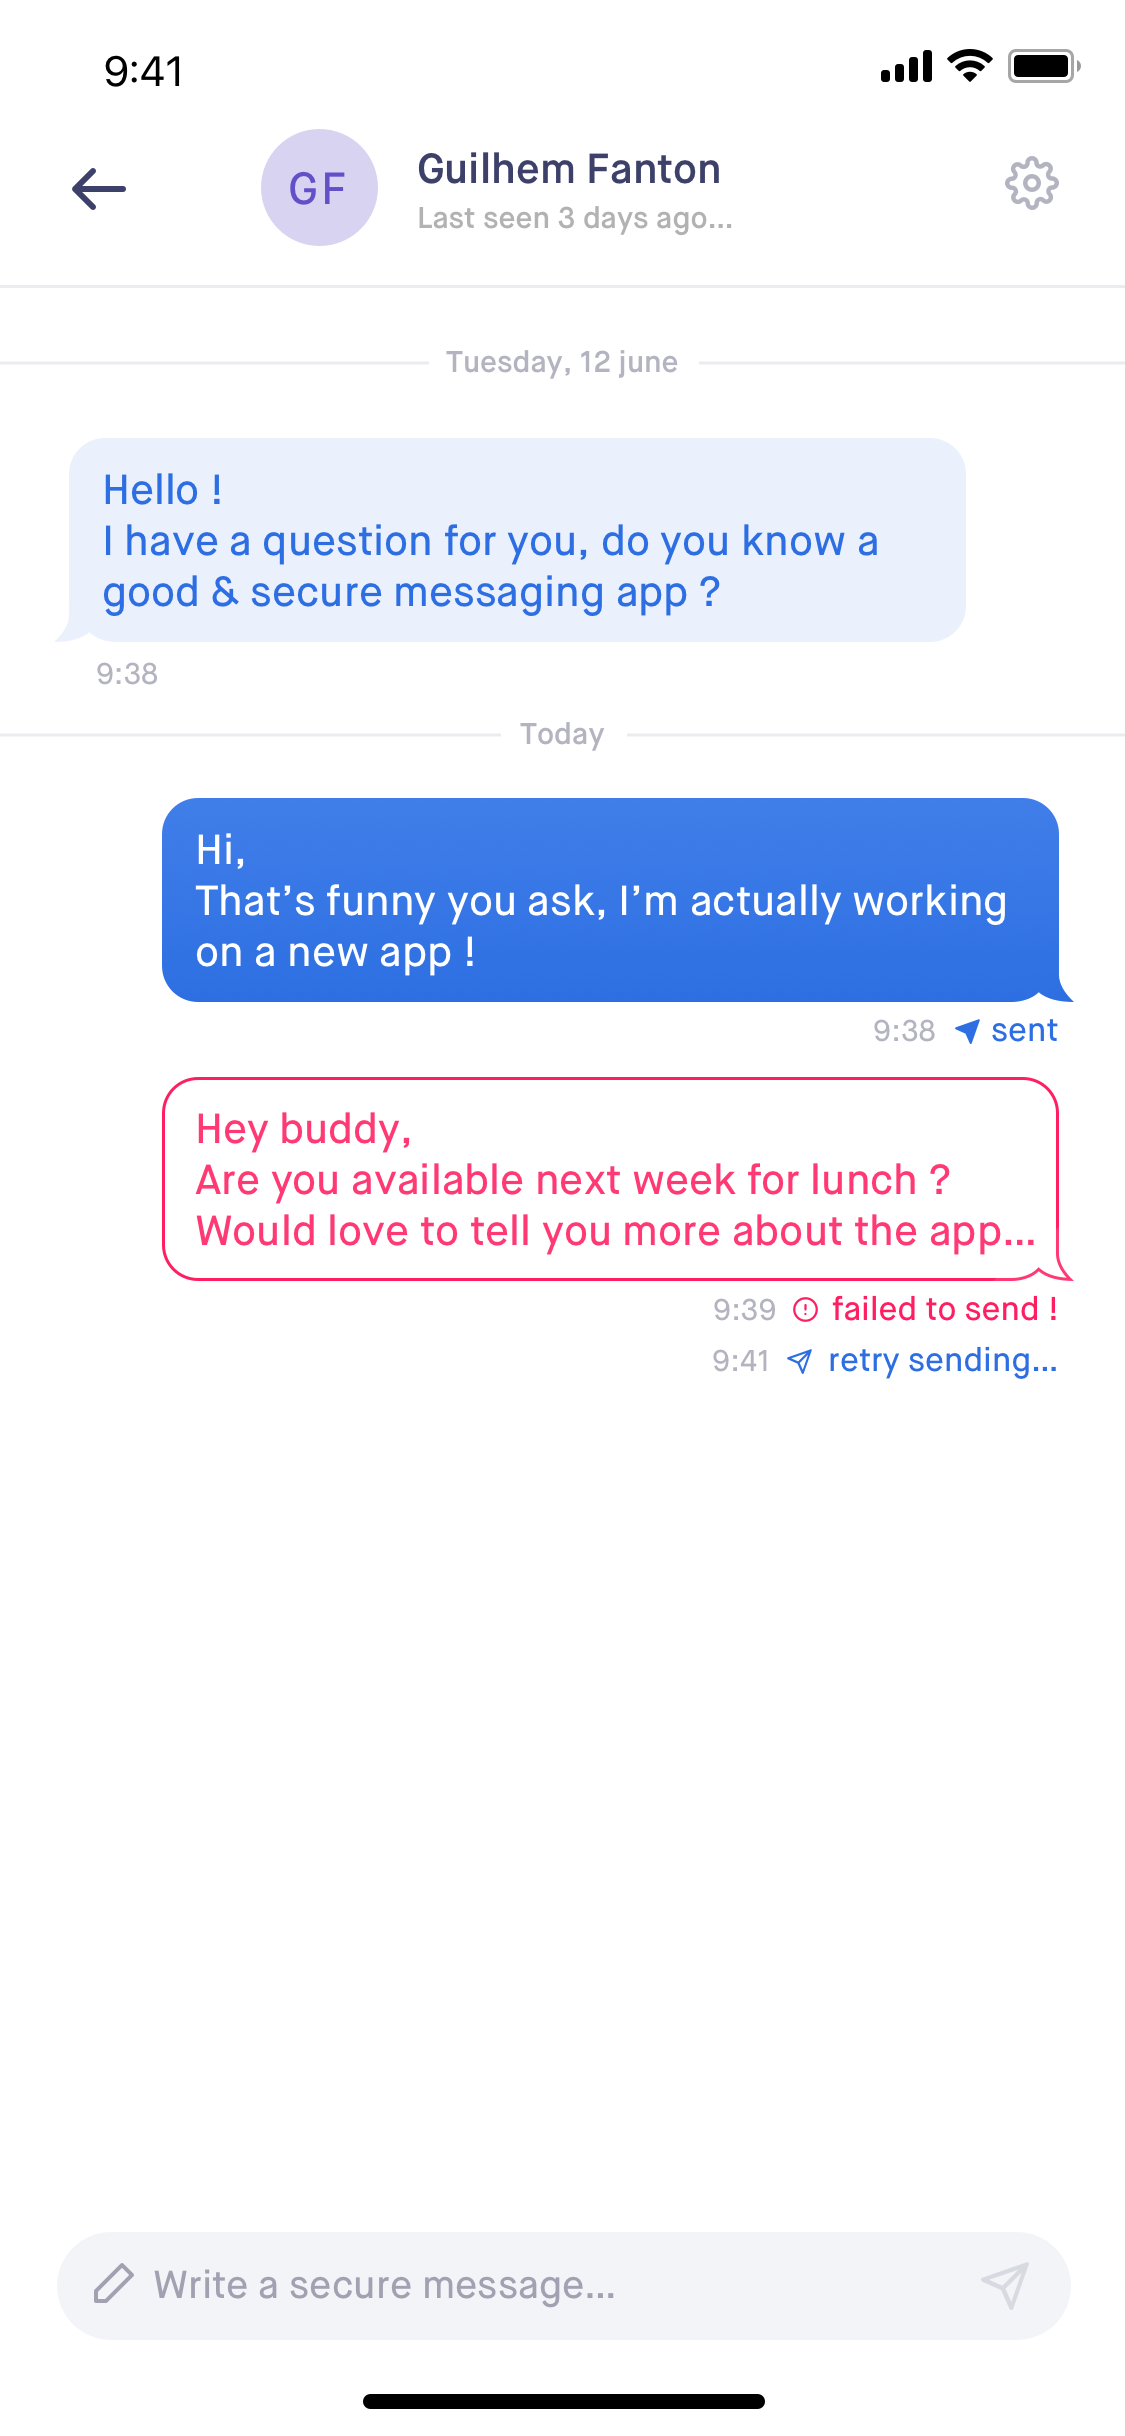 9:41
GF
Guilhem Fanton
Last seen 3 days ago...
Tuesday, 12 june
Hello !
I have a question for you, do you know a
good & secure messaging app ?
9:38
Today
Hi,
That’s funny you ask, I’m actually working
on a new app !
9:38 sent
Hey buddy,
Are you available next week for lunch ?
Would love to tell you more about the app...
9:39 failed to send !
9:41 retry sending...
Write a secure message...